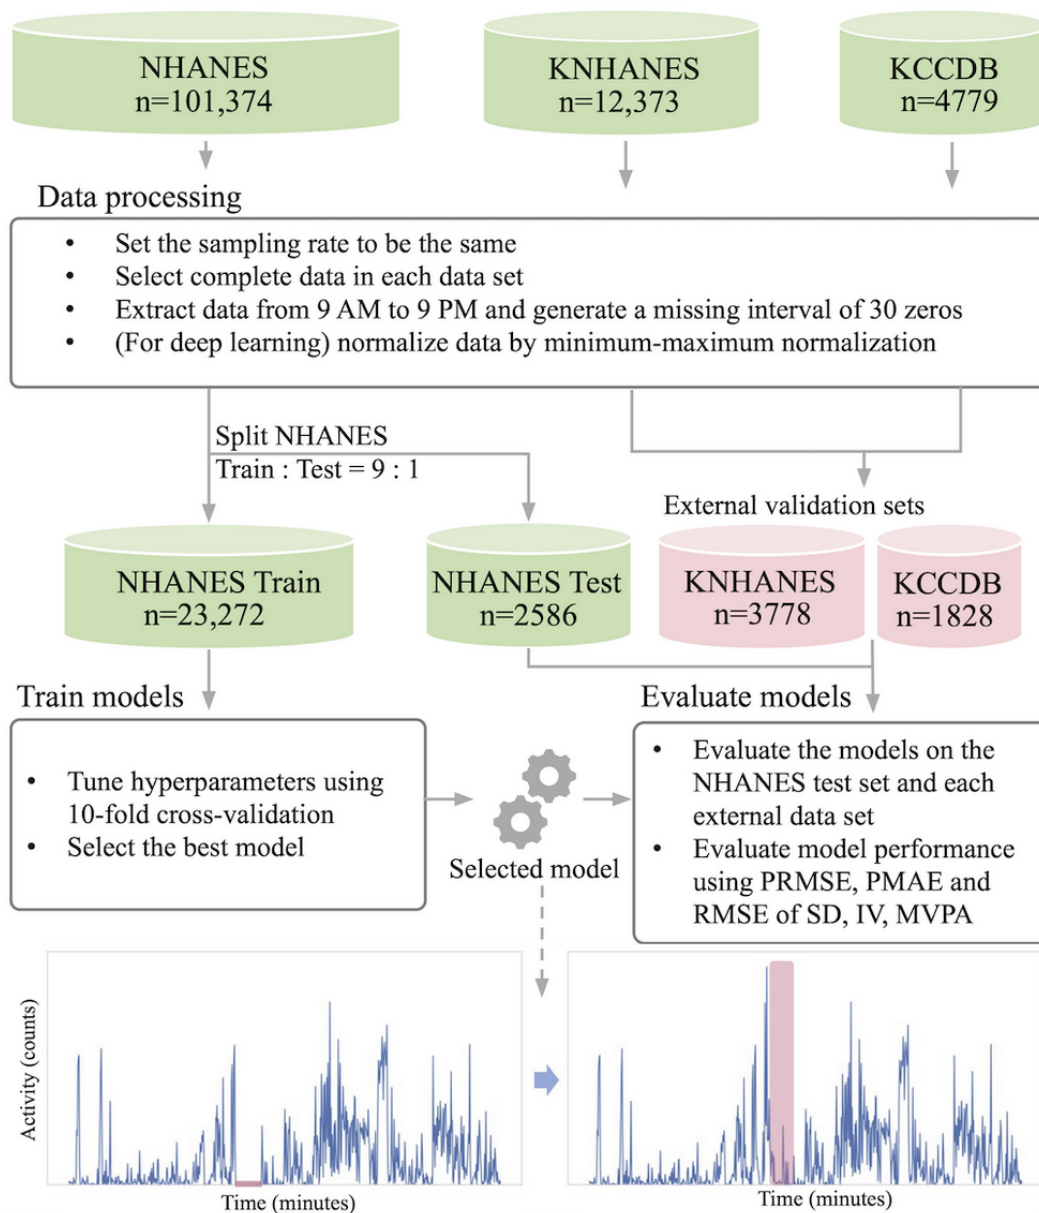 NHANES
n=101,374
KNHANES
n=12,373
KCCDB
n=4779
Data processing
• Set the sampling rate to be the same
• Select complete data in each data set
• Extract data from 9 AM to 9 PM and generate a missing interval of 30 zeros
• (For deep learning) normalize data by minimum-maximum normalization
Split NHANES
Train : Test = 9 : 1
External validation sets
NHANES Train
n=23,272
NHANES Test
n=2586
KNHANES
n=3778
KCCDB
n=1828
Train models
• Tune hyperparameters using
10-fold cross-validation
• Select the best model
Selected model
Evaluate models
• Evaluate the models on the
NHANES test set and each
external data set
• Evaluate model performance
using PRMSE, PMAE and
RMSE of SD, IV, MVPA
Activity (counts)
Time (minutes)
Time (minutes)